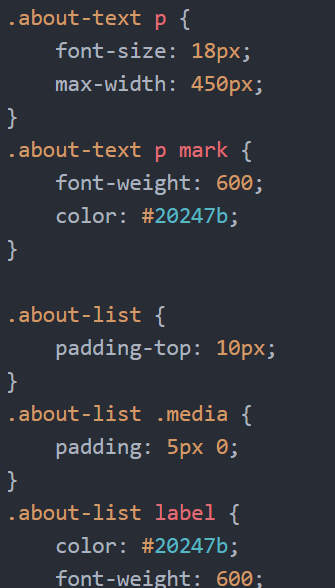 .about-text p {
    font-size: 18px;
    max-width: 450px;
}
.about-text p mark {
    font-weight: 600;
    color: #20247b;
}

.about-list {
    padding-top: 10px;
}
.about-list .media {
    padding: 5px 0;
}
.about-list label {
    color: #20247b;
    font-weight: 600;